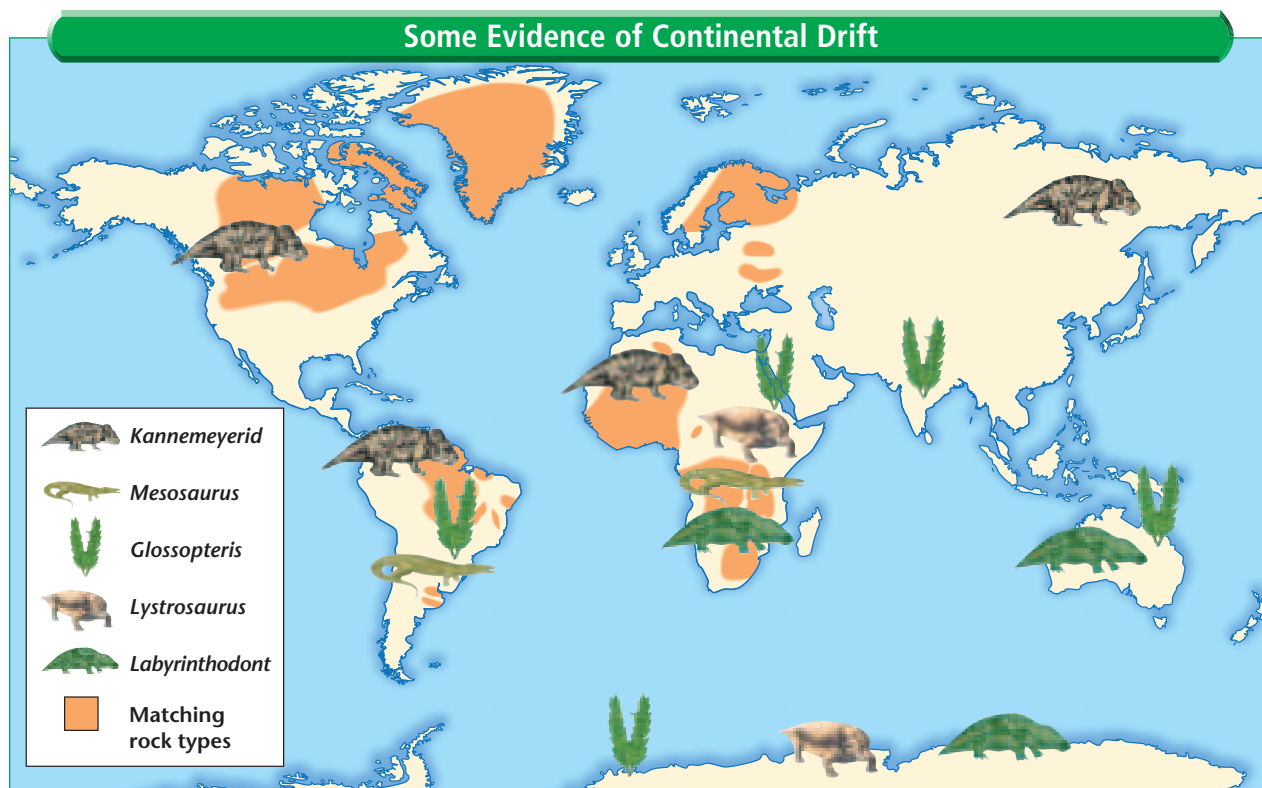 Some Evidence of Continental Drift
Kannemeyerid
Mesosaurus
Glossopteris
Lystrosaurus
Labyrinthodont
Matching
rock types